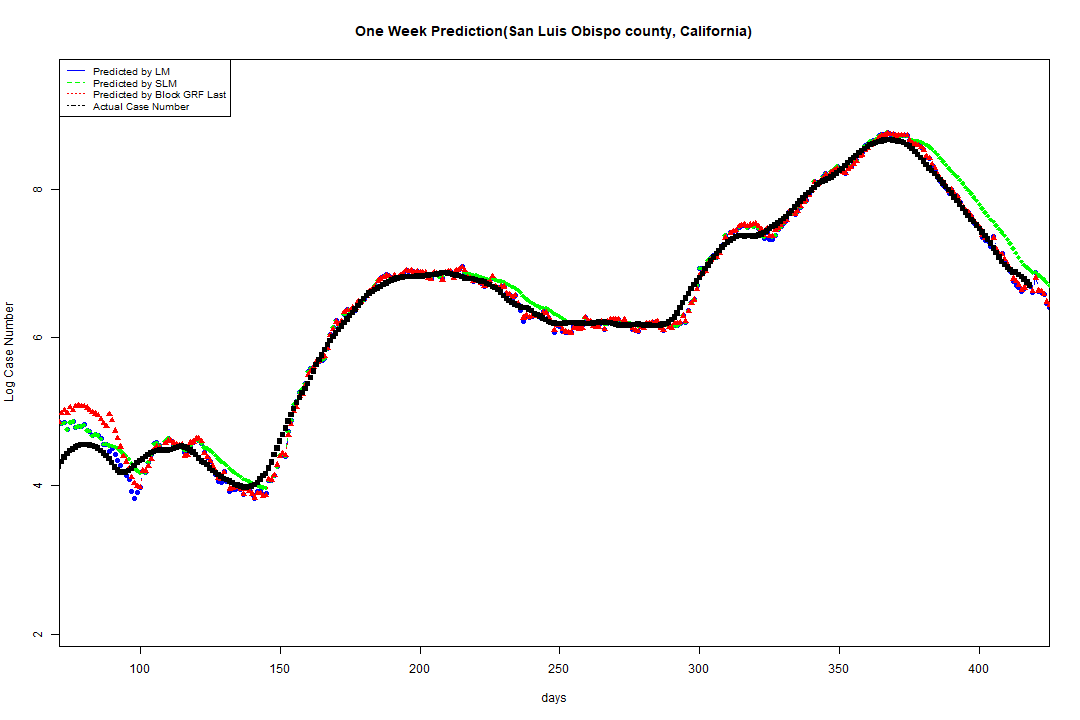 One Week Prediction(San Luis Obispo county, California)
Predicted by LM
Predicted by SLM
Predicted by Block GRF Last
Actual Case Number
Log Case Number
8
6
4
2
100 150 200 250 300 350 400
days